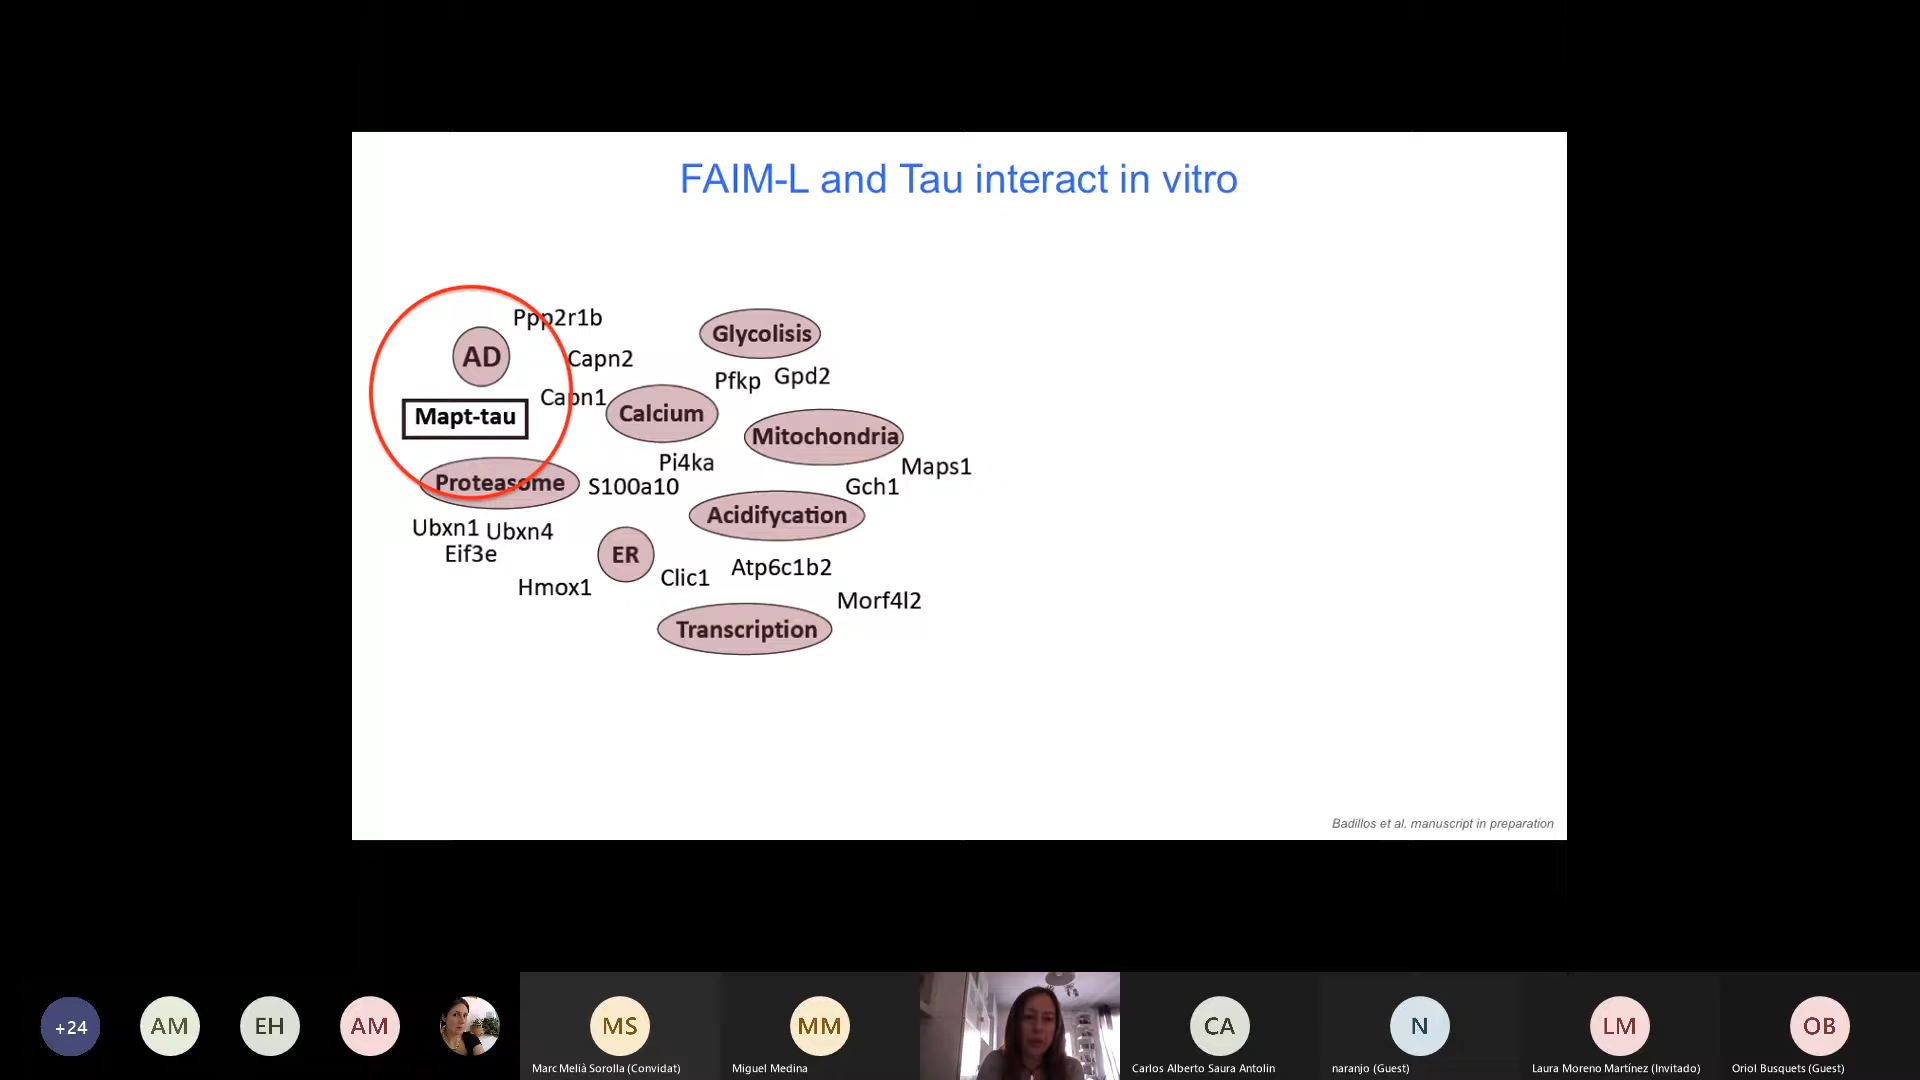 FAIM-L and Tau interact in vitro
Ppp2r1b
AD
Capn2
Capn1
Mapt-tau
Glycolisis
Pfkp Gpd2
Calcium
Mitochondria
Pi4ka
Maps1
Proteasome
S100a10
Gch1
Acidifycation
Ubxn1 Ubxn4
Eif3e
ER
Hmox1
Clic1
Atp6c1b2
Morf4l2
Transcription
Badillos et al, manuscript in preparation
+24
AM
EH
AM
MS
Marc Melià Sorolla (Convidat)
MM
Miguel Medina
CA
Carlos Alberto Saura Antolin
N
naranjo (Guest)
LM
Laura Moreno Martínez (Invitado)
OB
Oriol Busquets (Guest)